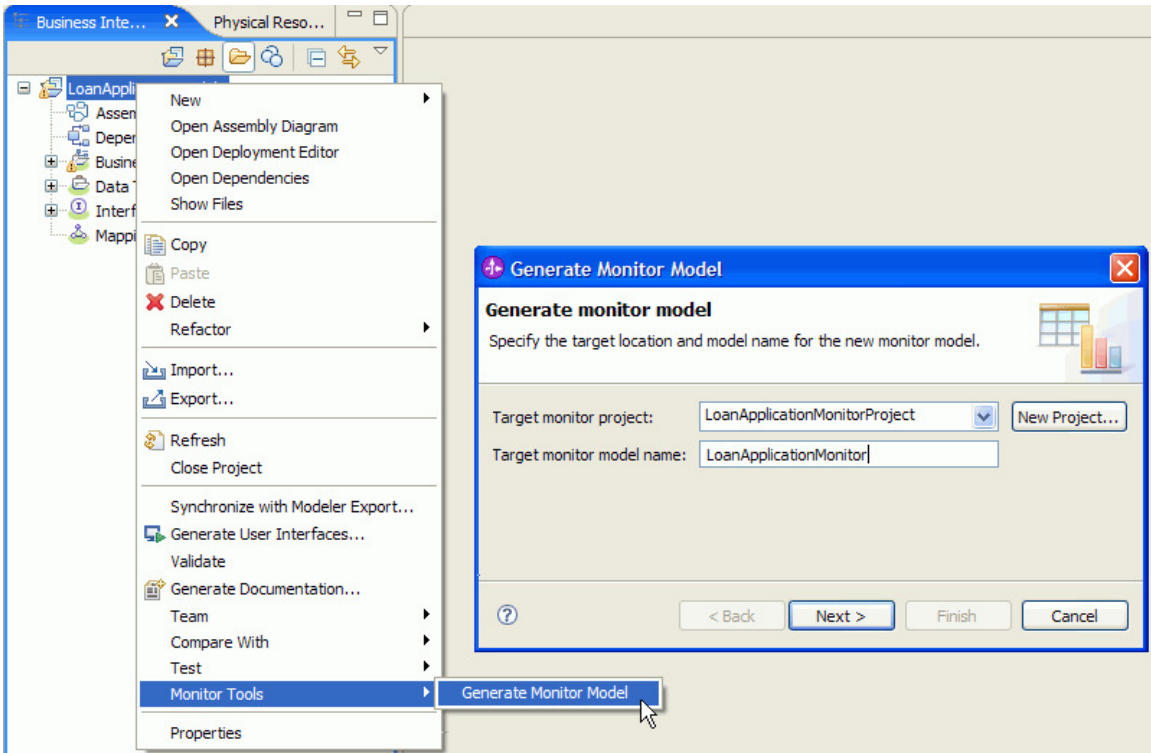 Business Inte...
Physical Reso...
LoanAppli
Assem
Depen
Busine
Data T
Interf
Mappi
New
Open Assembly Diagram
Open Deployment Editor
Open Dependencies
Show Files
Copy
Paste
Delete
Refactor
Import...
Export...
Refresh
Close Project
Synchronize with Modeler Export...
Generate User Interfaces...
Validate
Generate Documentation...
Team
Compare With
Test
Monitor Tools
Generate Monitor Model
Properties
Generate Monitor Model
Generate monitor model
Specify the target location and model name for the new monitor model.
Target monitor project: LoanApplicationMonitorProject New Project...
Target monitor model name: LoanApplicationMonitor
? < Back Next > Finish Cancel